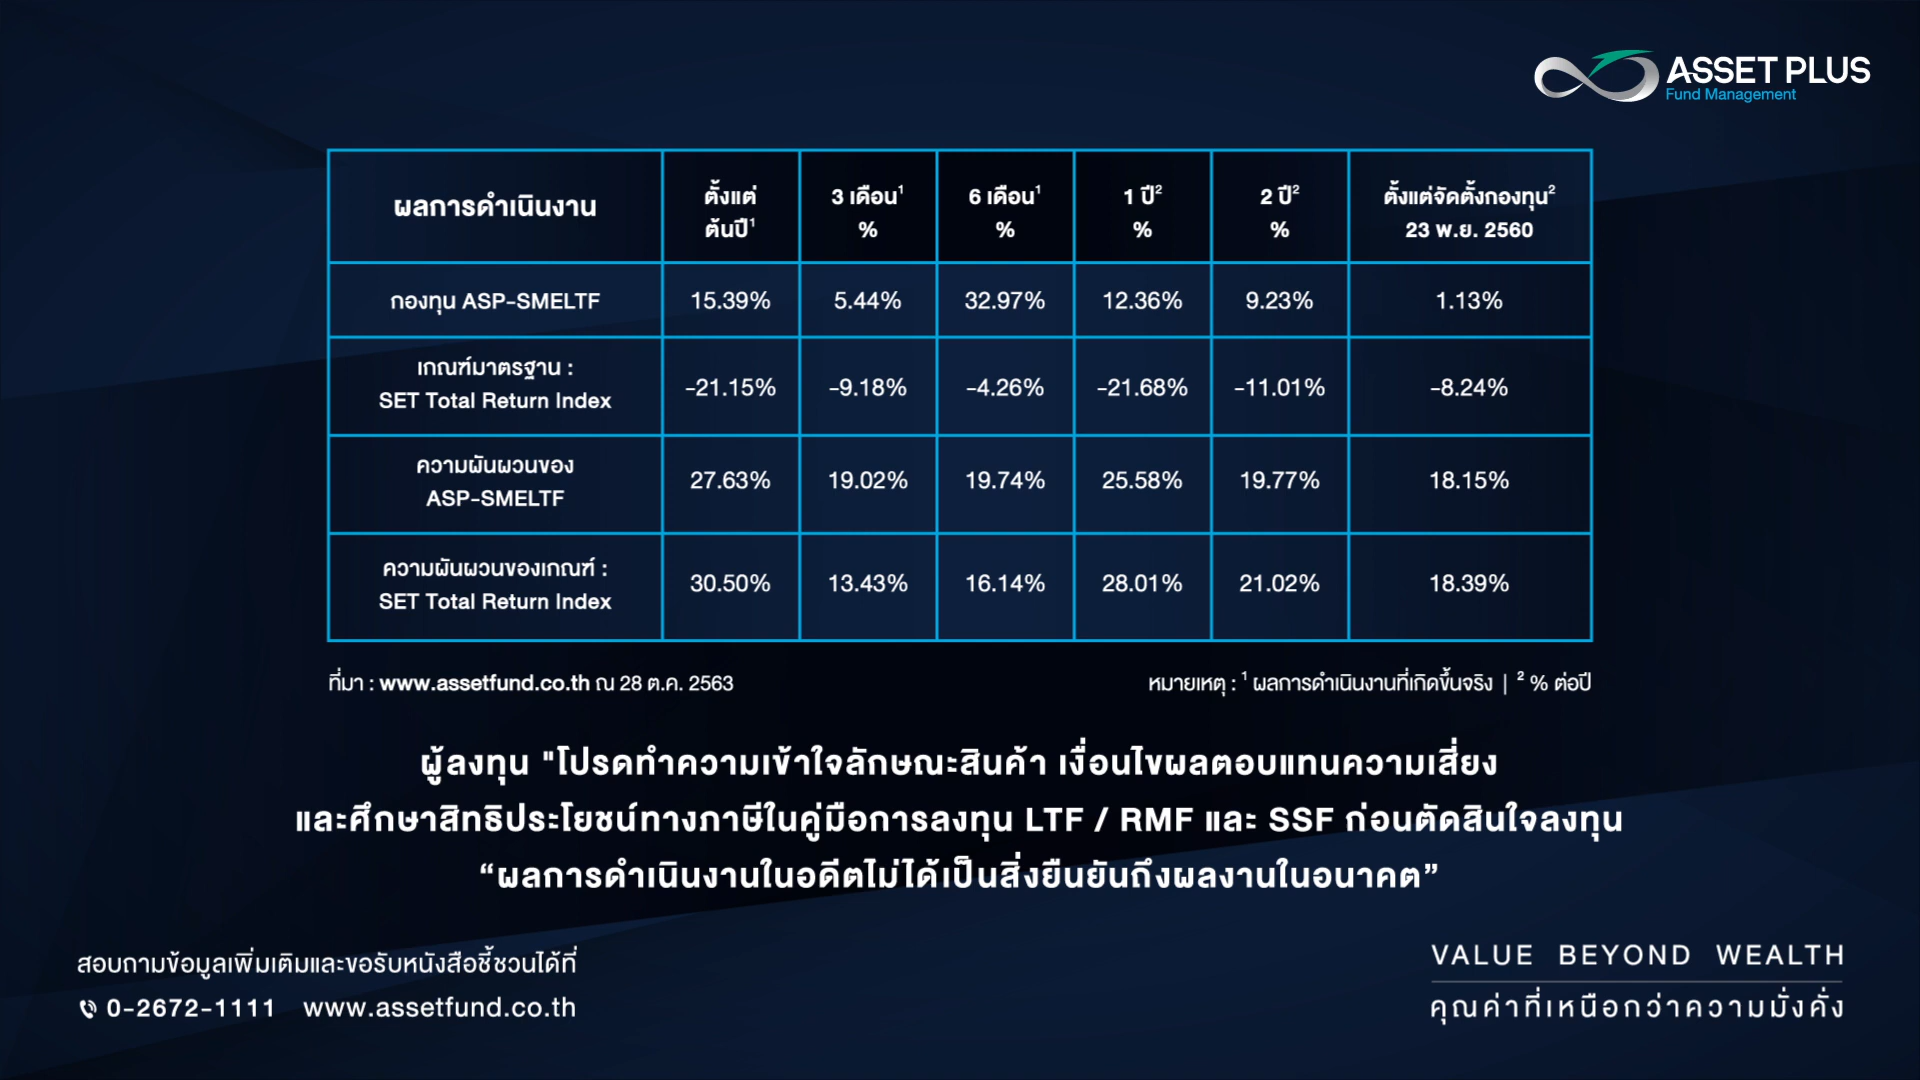 ASSET PLUS
Fund Management
ผลการดำเนินงาน
ตั้งแต่
ต้นปี¹
3 เดือน¹
%
6 เดือน¹
%
1 ปี²
%
2 ปี²
%
ตั้งแต่จัดตั้งกองทุน²
23 พ.ย. 2560
กองทุน ASP-SMELTF 15.39% 5.44% 32.97% 12.36% 9.23% 1.13%
เกณฑ์มาตรฐาน :
SET Total Return Index
-21.15% -9.18% -4.26% -21.68% -11.01% -8.24%
ความผันผวนของ
ASP-SMELTF
27.63% 19.02% 19.74% 25.58% 19.77% 18.15%
ความผันผวนของเกณฑ์ :
SET Total Return Index
30.50% 13.43% 16.14% 28.01% 21.02% 18.39%
ที่มา : www.assetfund.co.th ณ 28 ต.ค. 2563
หมายเหตุ : ¹ ผลการดำเนินงานที่เกิดขึ้นจริง | ² % ต่อปี
ผู้ลงทุน "โปรดทำความเข้าใจลักษณะสินค้า เงื่อนไขผลตอบแทนความเสี่ยง
และศึกษาสิทธิประโยชน์ทางภาษีในคู่มือการลงทุน LTF / RMF และ SSF ก่อนตัดสินใจลงทุน
“ผลการดำเนินงานในอดีตไม่ได้เป็นสิ่งยืนยันถึงผลงานในอนาคต”
สอบถามข้อมูลเพิ่มเติมและขอรับหนังสือชี้ชวนได้ที่
0-2672-1111 www.assetfund.co.th
VALUE BEYOND WEALTH
คุณค่าที่เหนือกว่าความมั่งคั่ง